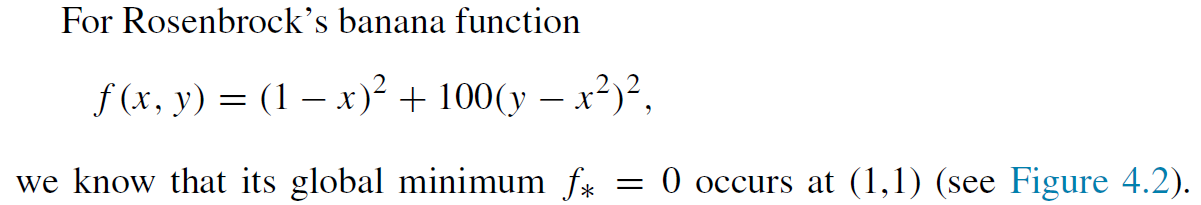 For Rosenbrock's banana function
f(x, y) = (1 − x)² + 100(y − x²)²,
we know that its global minimum f∗ = 0 occurs at (1,1) (see Figure 4.2).